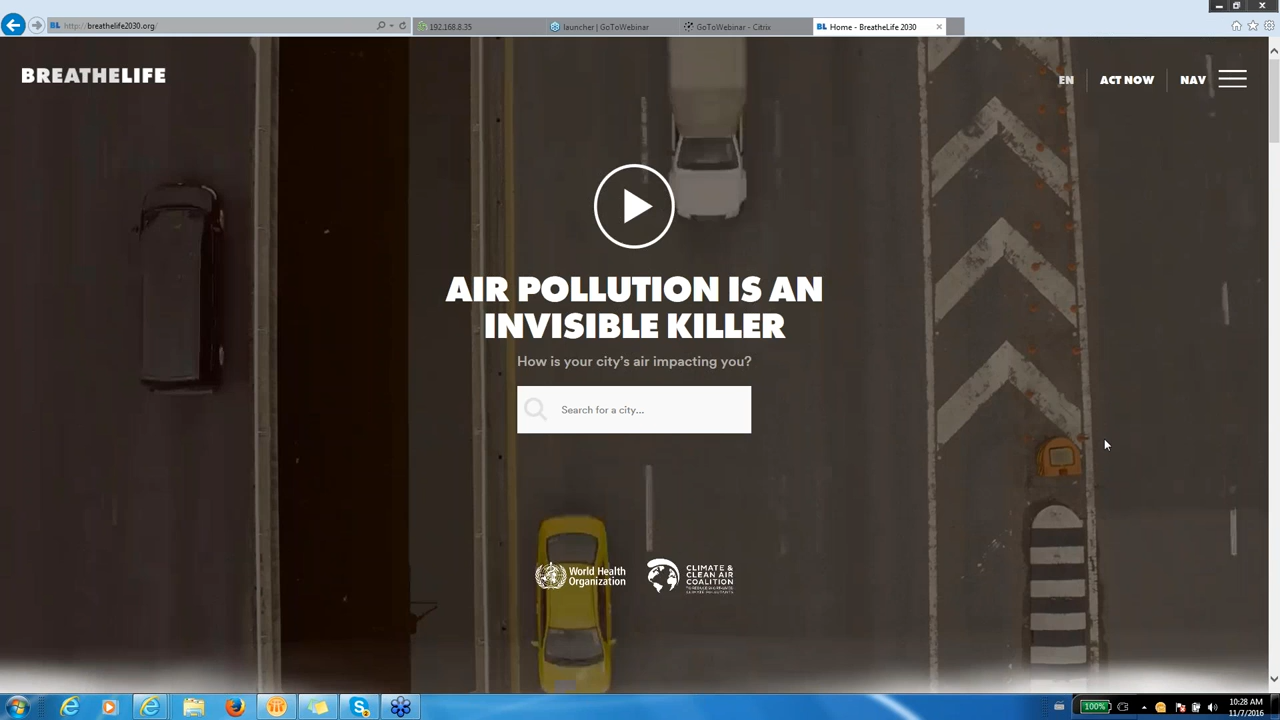 http://breathelife2030.org/
192.168.8.35
launcher | GoToWebinar
GoToWebinar - Citrix
BL Home - BreatheLife 2030
BREATHELIFE
EN
ACT NOW
NAV
AIR POLLUTION IS AN
INVISIBLE KILLER
How is your city's air impacting you?
Search for a city...
World Health
Organization
CLIMATE &
CLEAN AIR
COALITION
100%
10:28 AM
11/7/2016